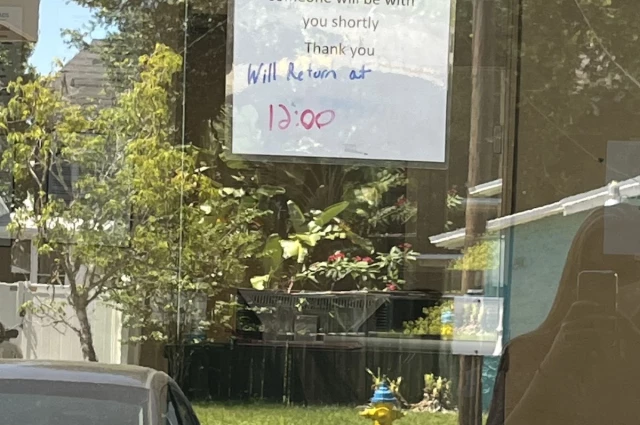 someone will be with
you shortly
Thank you
Will Return at
12:00